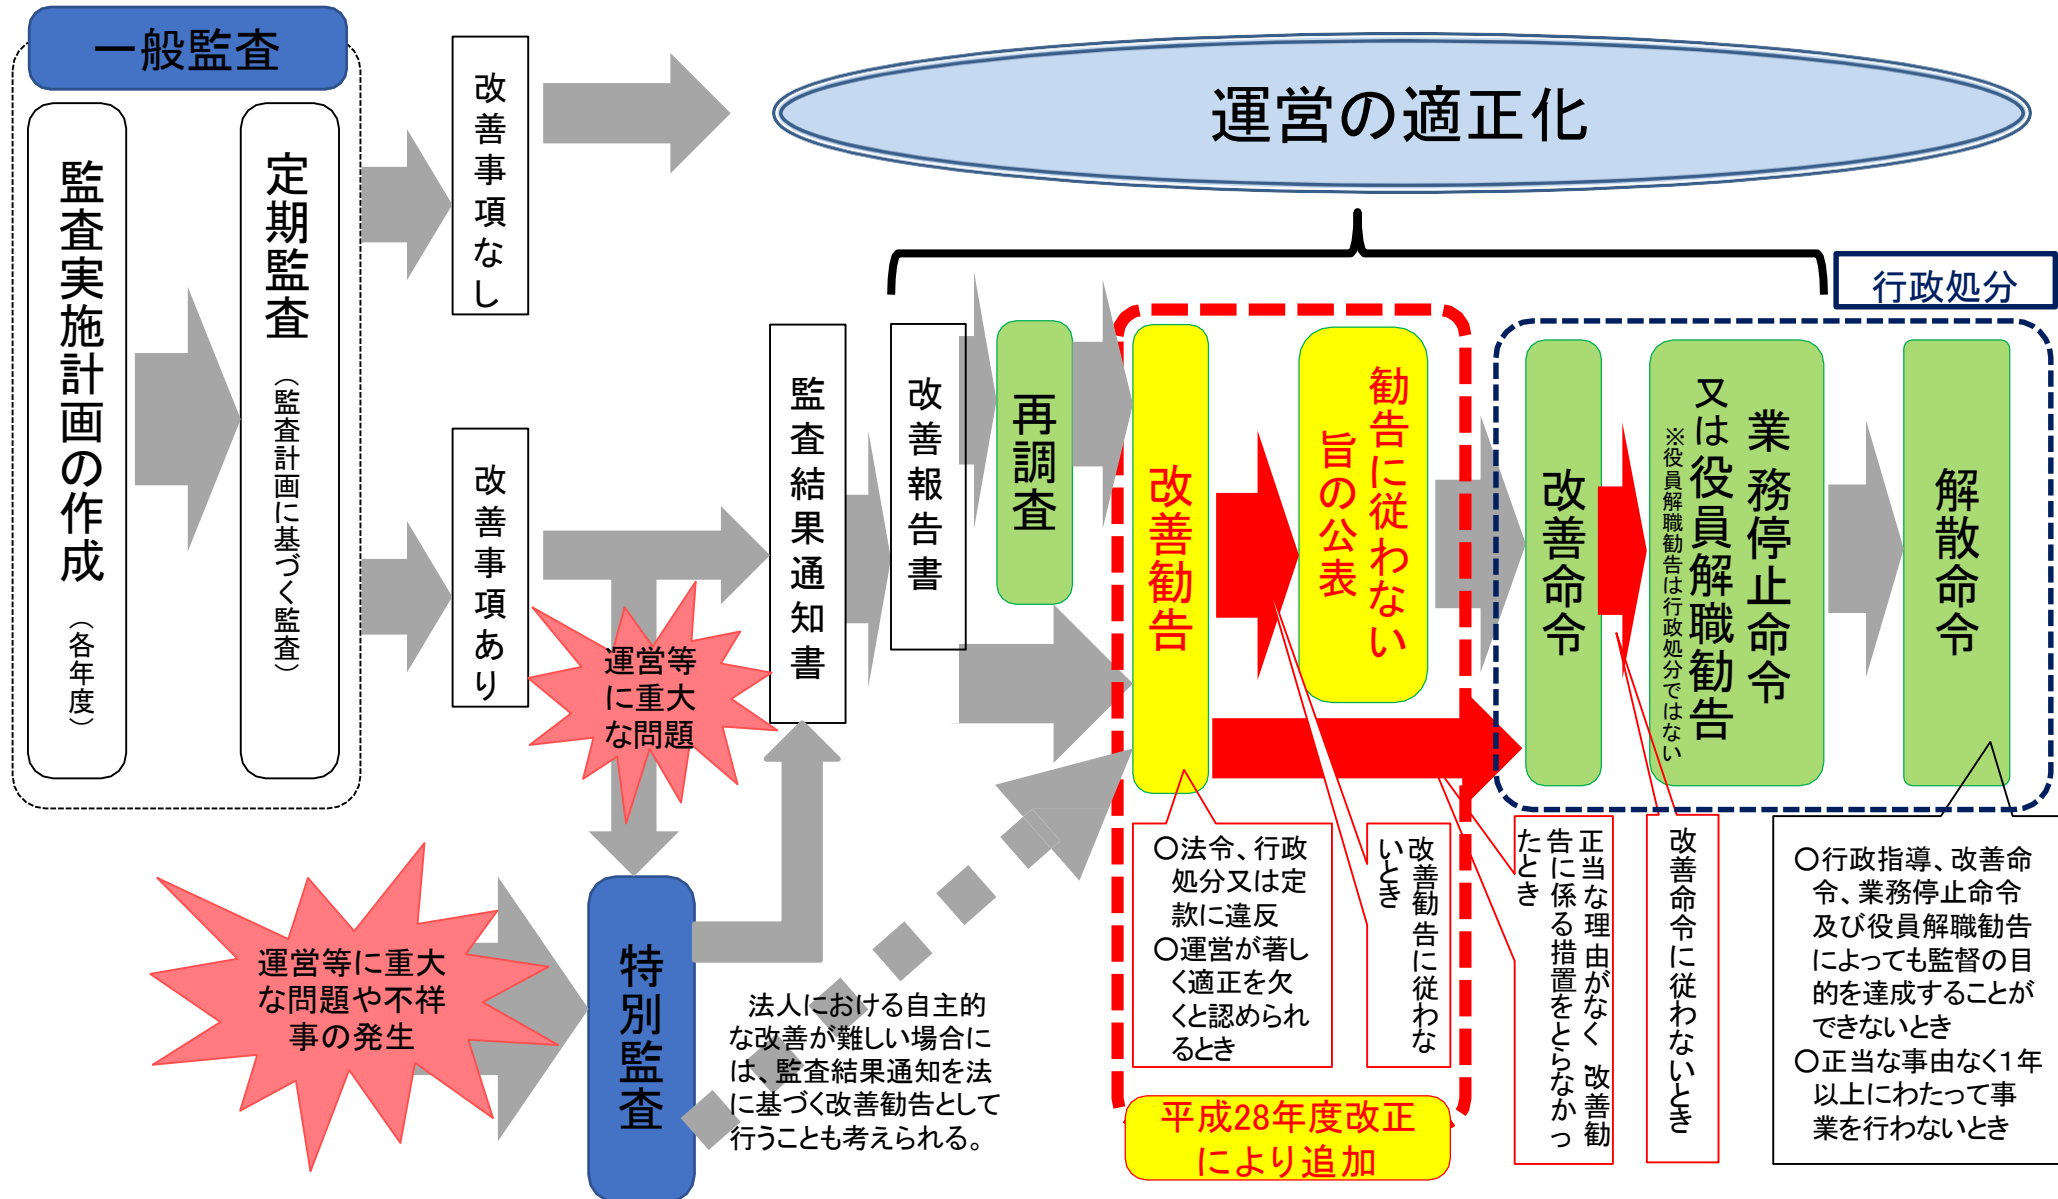 一般監査
監査実施計画の作成（各年度）
定期監査（監査計画に基づく監査）
改善事項なし
改善事項あり
運営の適正化
行政処分
監査結果通知書
改善報告書
再調査
改善勧告
勧告に従わない
旨の公表
改善命令
業務停止命令
又は役員解職勧告
※役員解職勧告は行政処分ではない
解散命令
運営等
に重大
な問題
運営等に重大
な問題や不祥
事の発生
特別監査
法人における自主的
な改善が難しい場合に
は、監査結果通知を法
に基づく改善勧告として
行うことも考えられる。
○法令、行政
処分又は定
款に違反
○運営が著し
く適正を欠
くと認められ
るとき
改善勧告に従わな
いとき
正当な理由がなく、改善勧
告に係る措置をとらなかっ
たとき
改善命令に従わないとき
○行政指導、改善命
令、業務停止命令
及び役員解職勧告
によっても監督の目
的を達成することが
できないとき
○正当な事由なく1年
以上にわたって事
業を行わないとき
平成28年度改正
により追加